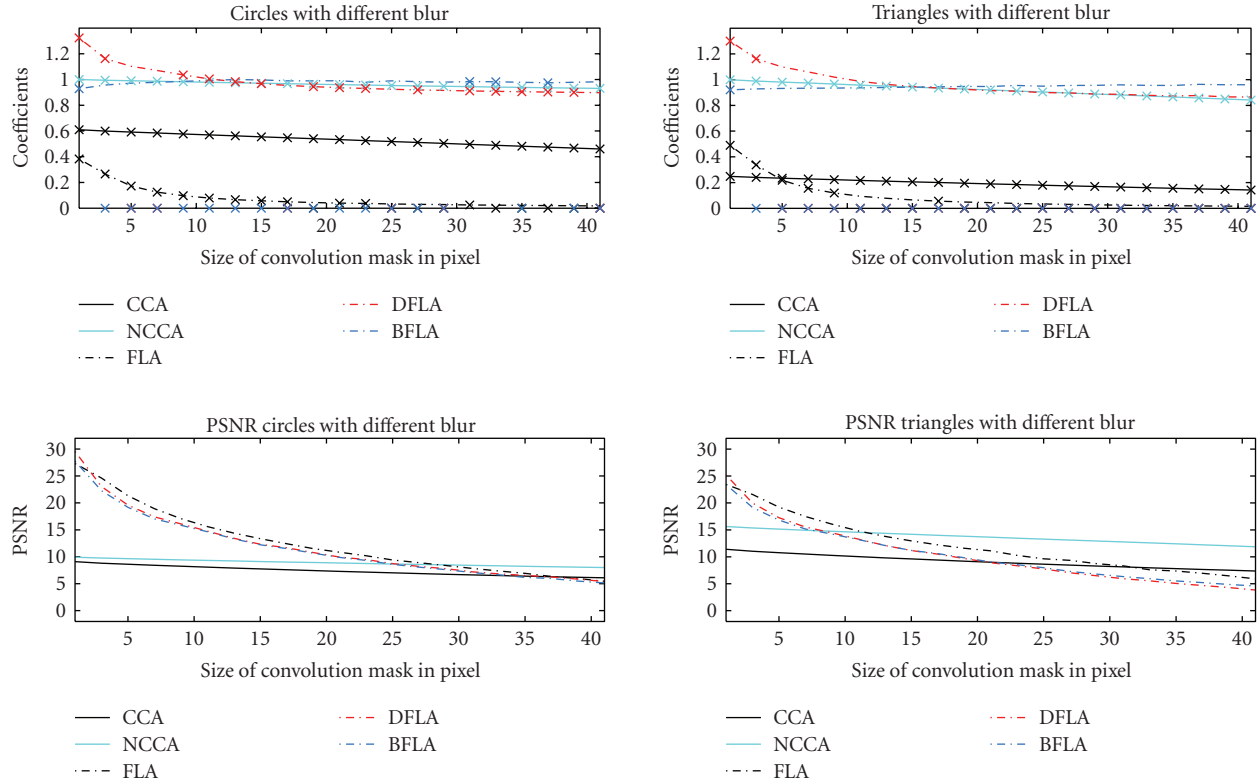 Circles with different blur
Coefficients
1.2
1
0.8
0.6
0.4
0.2
0
5 10 15 20 25 30 35 40
Size of convolution mask in pixel
CCA
NCCA
FLA
DFLA
BFLA
Triangles with different blur
Coefficients
1.2
1
0.8
0.6
0.4
0.2
0
5 10 15 20 25 30 35 40
Size of convolution mask in pixel
CCA
NCCA
FLA
DFLA
BFLA
PSNR circles with different blur
PSNR
30
25
20
15
10
5
0
5 10 15 20 25 30 35 40
Size of convolution mask in pixel
CCA
NCCA
FLA
DFLA
BFLA
PSNR triangles with different blur
PSNR
30
25
20
15
10
5
0
5 10 15 20 25 30 35 40
Size of convolution mask in pixel
CCA
NCCA
FLA
DFLA
BFLA